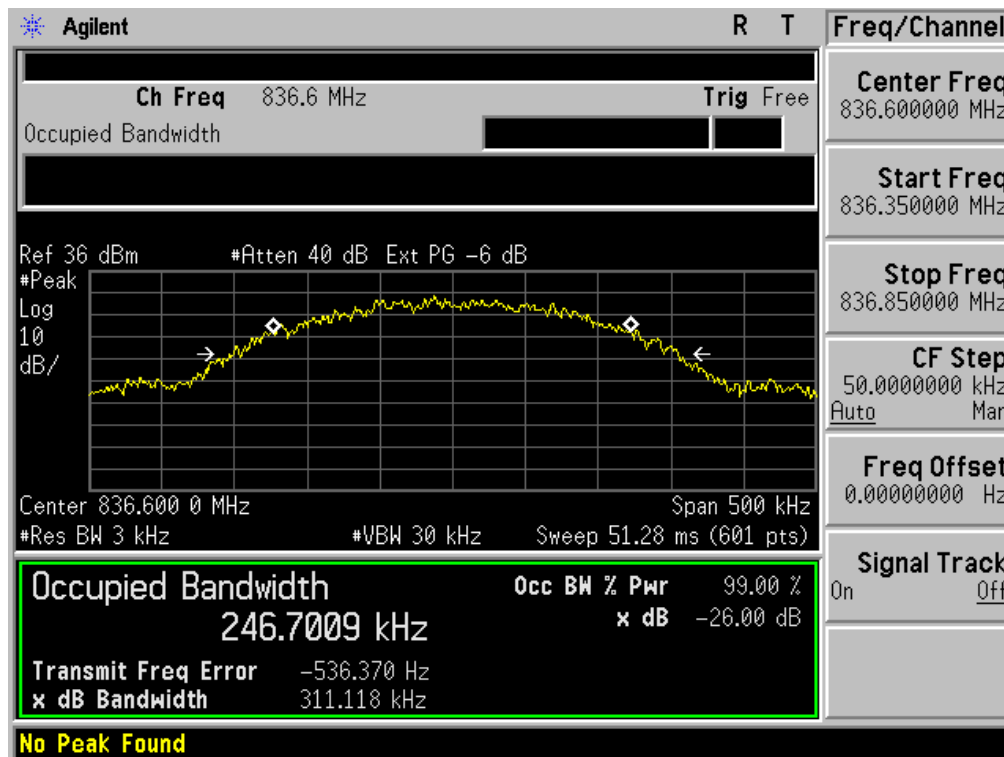 Agilent R T
Freq/Channel
Ch Freq 836.6 MHz Trig Free
Occupied Bandwidth
Center Freq
836.600000 MHz
Start Freq
836.350000 MHz
Stop Freq
836.850000 MHz
CF Step
50.0000000 kHz
Auto Man
Freq Offset
0.00000000 Hz
Signal Track
On Off
Ref 36 dBm #Atten 40 dB Ext PG -6 dB
#Peak
Log
10
dB/
Center 836.600 0 MHz Span 500 kHz
#Res BW 3 kHz #VBW 30 kHz Sweep 51.28 ms (601 pts)
Occupied Bandwidth
246.7009 kHz
Occ BW % Pwr 99.00 %
x dB -26.00 dB
Transmit Freq Error -536.370 Hz
x dB Bandwidth 311.118 kHz
No Peak Found